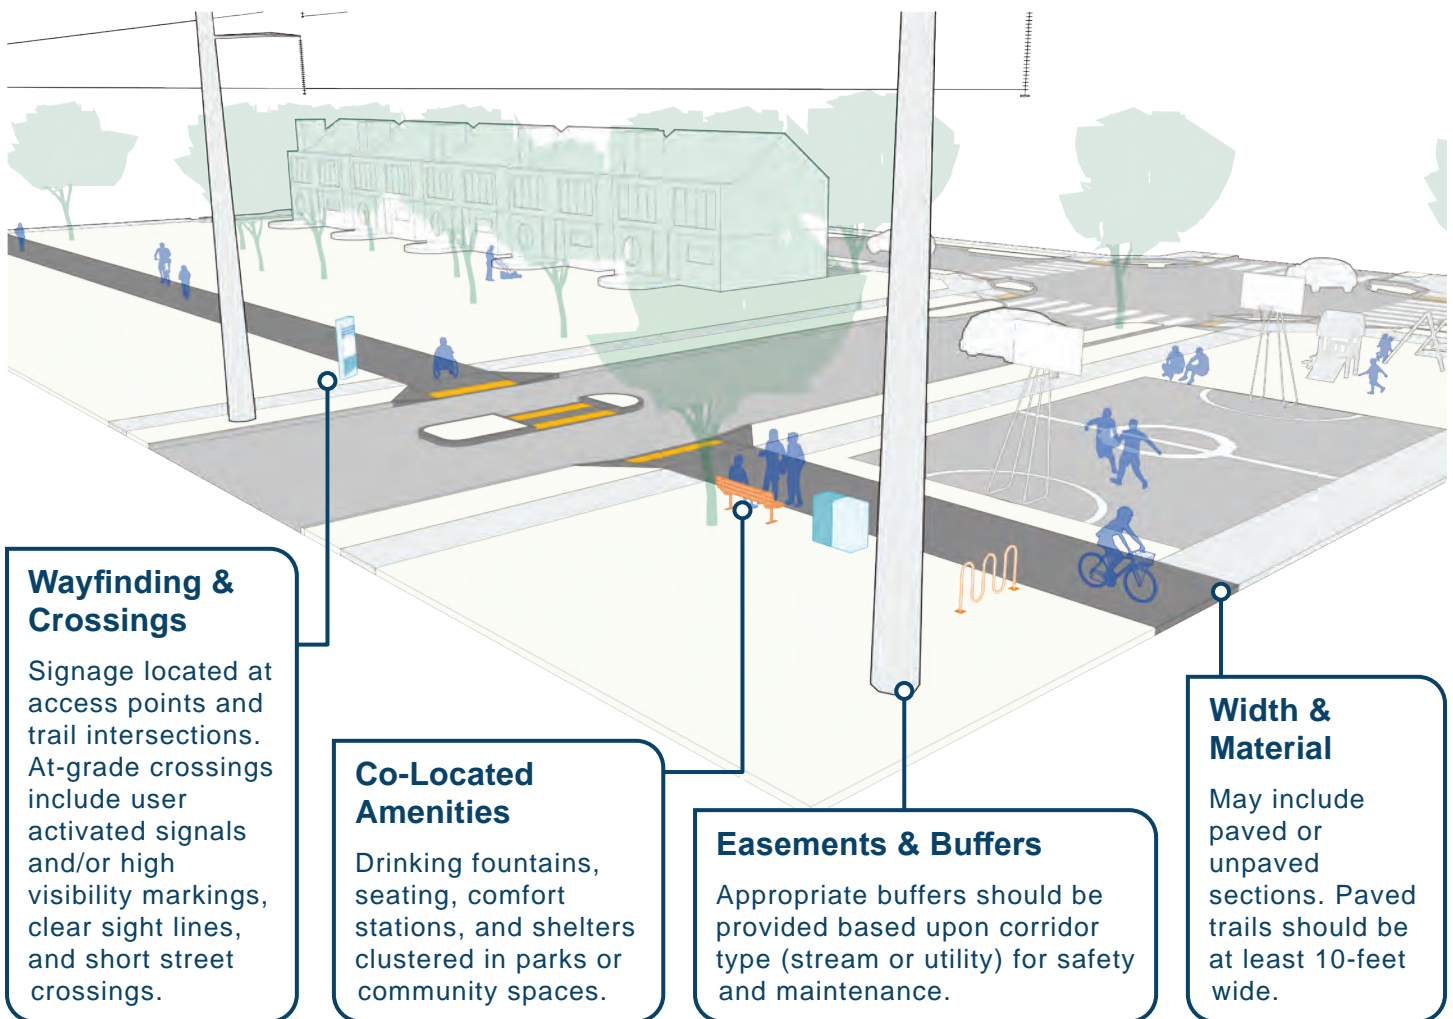 Wayfinding &
Crossings
Signage located at
access points and
trail intersections.
At-grade crossings
include user
activated signals
and/or high
visibility markings,
clear sight lines,
and short street
crossings.
Co-Located
Amenities
Drinking fountains,
seating, comfort
stations, and shelters
clustered in parks or
community spaces.
Easements & Buffers
Appropriate buffers should be
provided based upon corridor
type (stream or utility) for safety
and maintenance.
Width &
Material
May include
paved or
unpaved
sections. Paved
trails should be
at least 10-feet
wide.